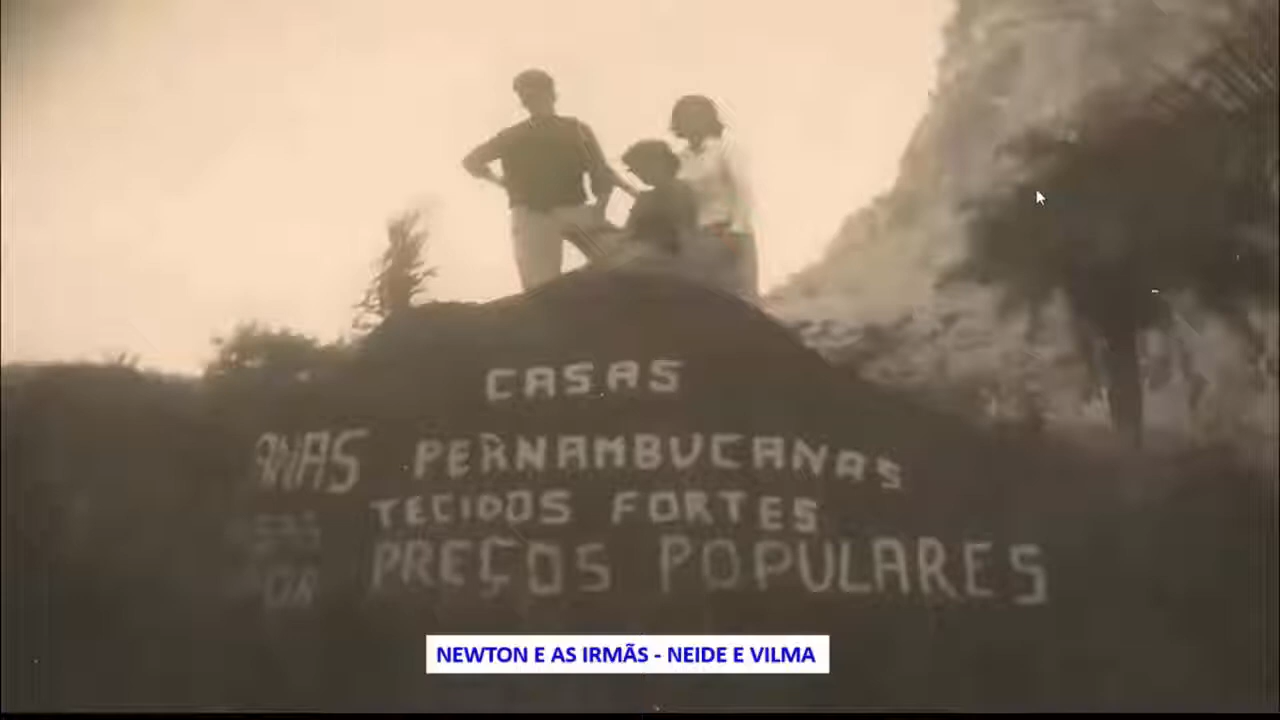 CASAS
PERNAMBUCANAS
TECIDOS FORTES
PREÇOS POPULARES
NEWTON E AS IRMÃS - NEIDE E VILMA